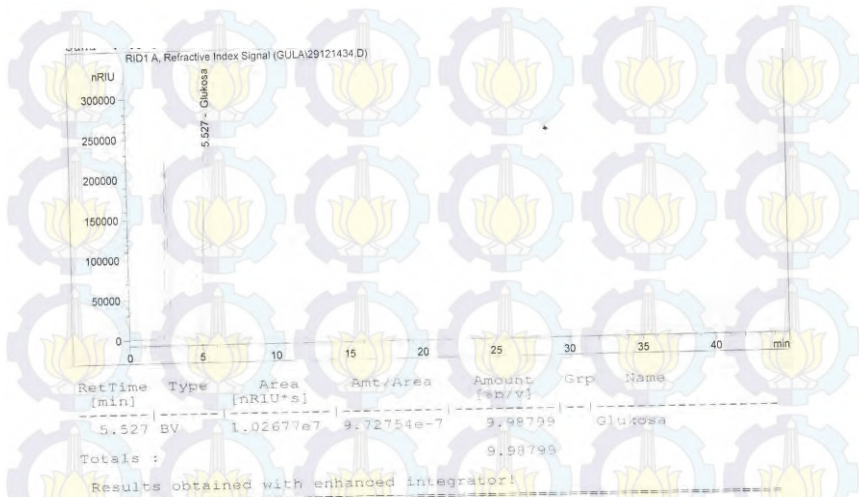 RID1 A, Refractive Index Signal (GULA\29121434.D)
nRIU
300000
250000
200000
150000
100000
50000
0
5.527 - Glukosa
0 5 10 15 20 25 30 35 40 min
RetTime Type Area Amt/Area Amount Grp Name
[min] [nRIU*s] [%b/v]
5.527 BV 1.02677e7 9.72754e-7 9.98799 Glukosa
Totals : 9.98799
Results obtained with enhanced integrator!